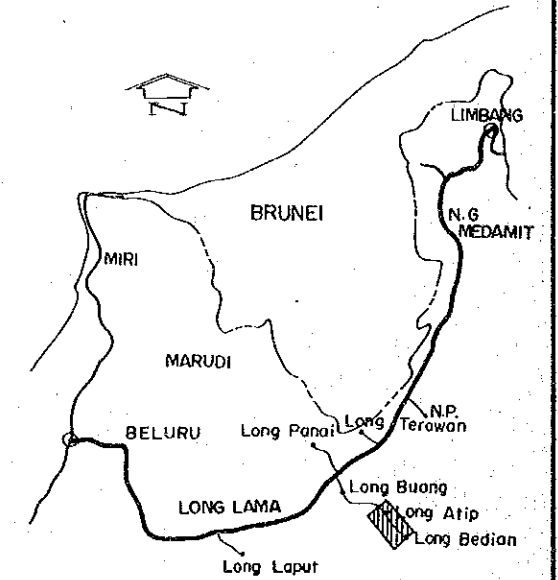 LIMBANG
N
BRUNEI
N.G
MEDAMIT
MIRI
MARUDI
N.P.
BELURU
Long Panai
Long Terawan
Long Buang
LONG LAMA
Long Atip
Long Bedian
Long Laput